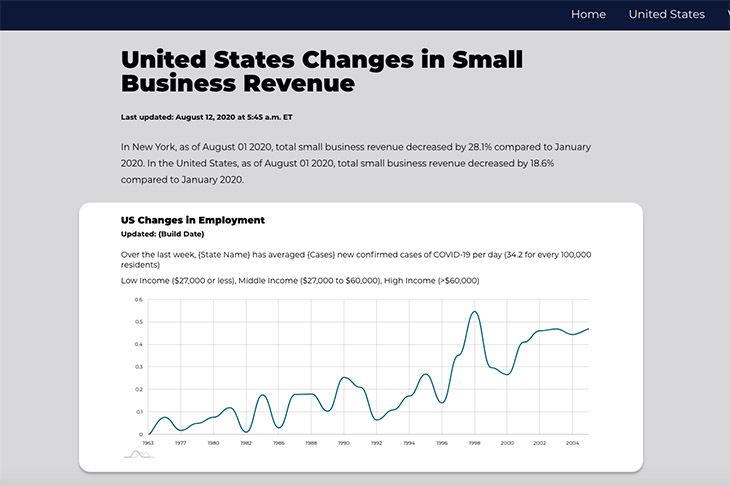 Home United States
United States Changes in Small
Business Revenue
Last updated: August 12, 2020 at 5:45 a.m. ET
In New York, as of August 01 2020, total small business revenue decreased by 28.1% compared to January
2020. In the United States, as of August 01 2020, total small business revenue decreased by 18.6%
compared to January 2020.
US Changes in Employment
Updated: {Build Date}
Over the last week, {State Name} has averaged {Cases} new confirmed cases of COVID-19 per day (34.2 for every 100,000
residents)
Low Income ($27,000 or less), Middle Income ($27,000 to $60,000), High Income (>$60,000)
0.6
0.5
0.4
0.3
0.2
0.1
0
1963 1977 1980 1982 1986 1988 1990 1992 1994 1996 1998 2000 2002 2004